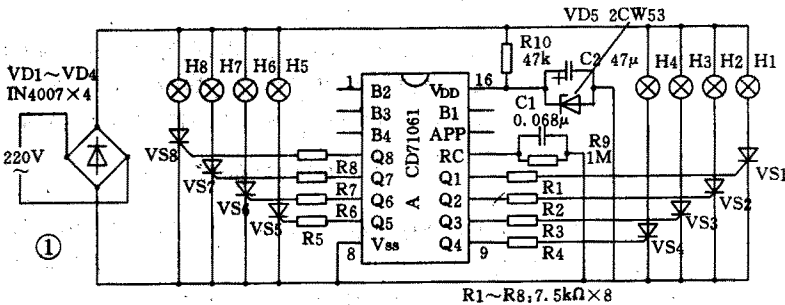 VD5 2CW53
R10
47k
C2
47μ
+
H8
H7
H6
H5
H4
H3
H2
H1
VD1～VD4
IN4007×4
220V
～
VS8
VS7
VS6
VS5
R8
R7
R6
R5
1
B2
B3
B4
Q8
Q7
Q6
Q5
Vss
8
CD71061
A
16
VDD
B1
APP
RC
Q1
Q2
Q3
Q4
9
C1
0.068μ
R9
1M
R1
R2
R3
R4
VS1
VS2
VS3
VS4
①
R1～R8:7.5kΩ×8